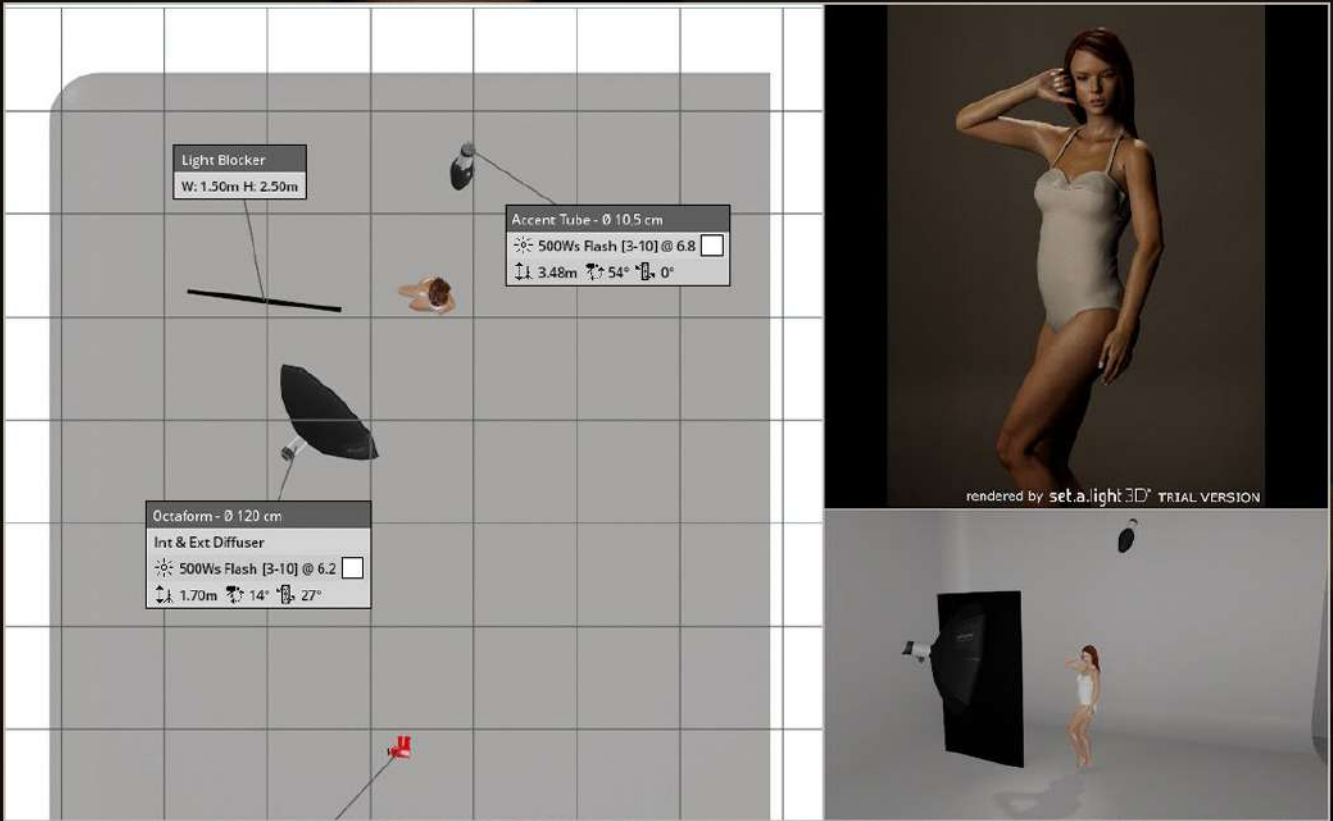 Light Blocker
W: 1.50m H: 2.50m
Accent Tube - Ø 10,5 cm
500Ws Flash [3-10] @ 6.8
3.48m 54° 0°
Octaform - Ø 120 cm
Int & Ext Diffuser
500Ws Flash [3-10] @ 6.2
1.70m 14° 27°
rendered by set.a.light 3D° TRIAL VERSION